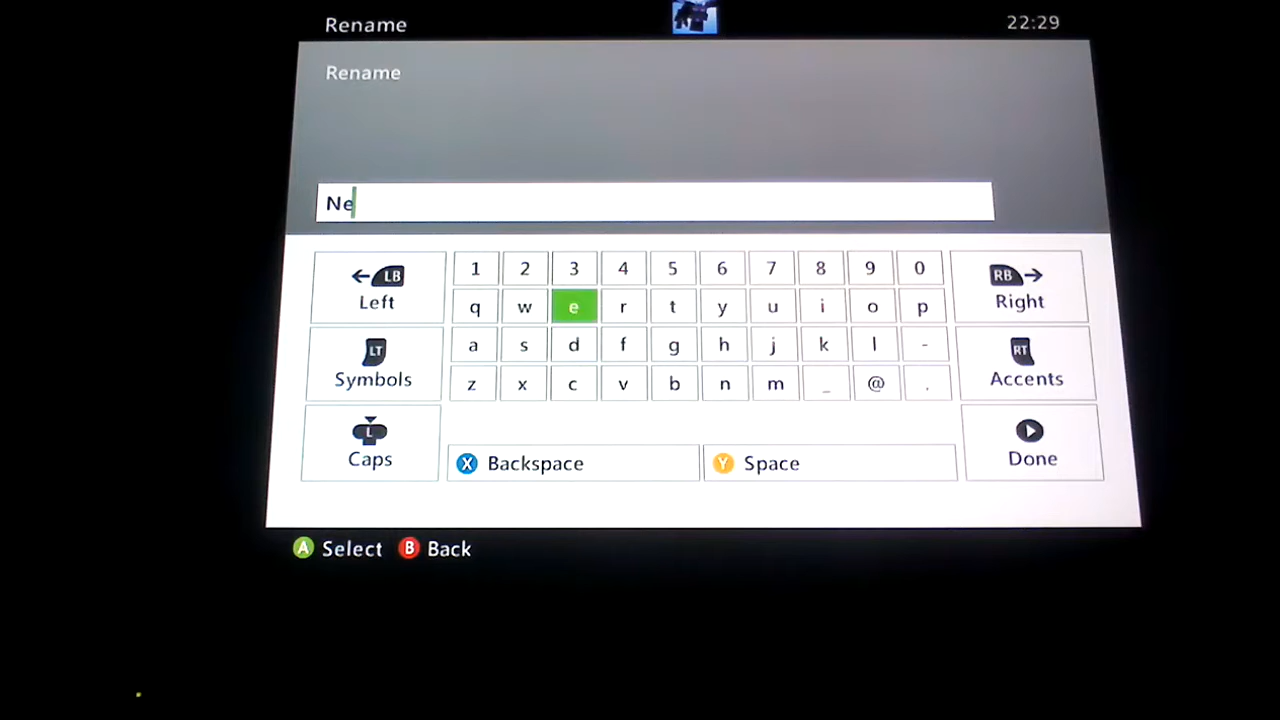 Rename
22:29
Rename
Ne
← LB
Left
1 2 3 4 5 6 7 8 9 0
RB →
Right
q w e r t y u i o p
LT
Symbols
a s d f g h j k l -
RT
Accents
z x c v b n m _ @ .
L
Caps
X Backspace
Y Space
Done
A Select B Back